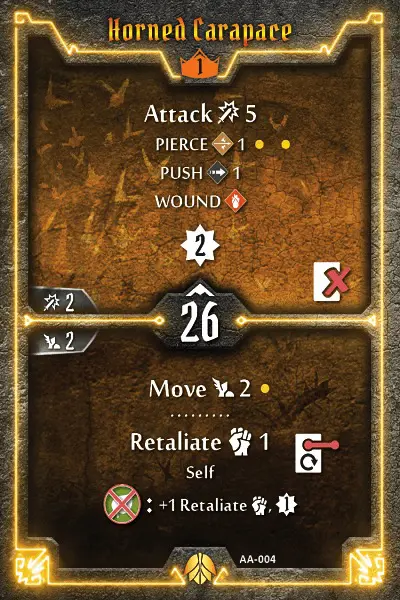 Horned Carapace
1
Attack 5
PIERCE 1
PUSH 1
WOUND
2
2
26
2
Move 2
Retaliate 1
Self
: +1 Retaliate , 1
AA-004